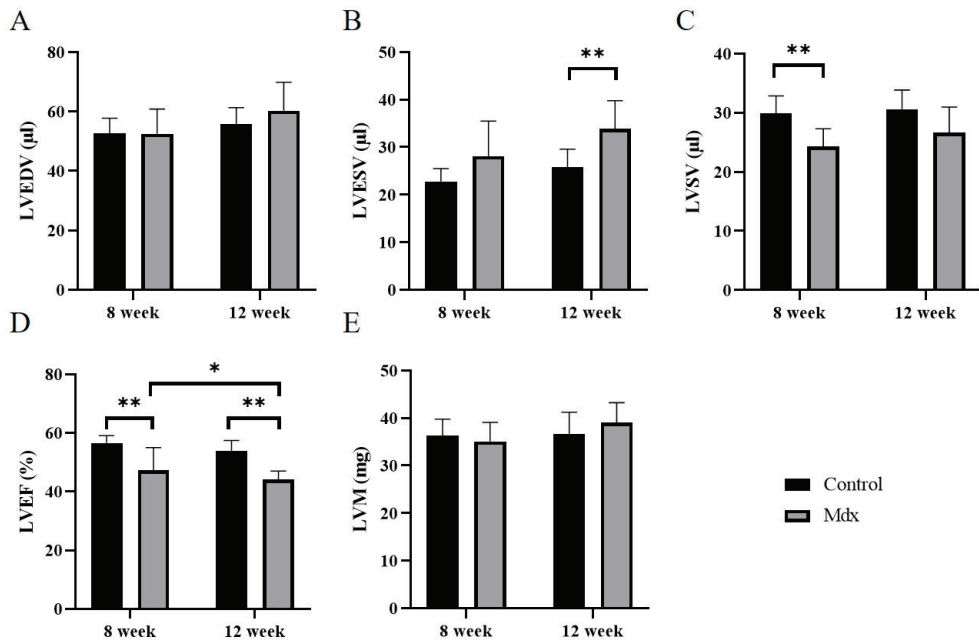 A
LVEDV (µl)
80
60
40
20
0
8 week 12 week
B
LVESV (µl)
50
40
30
20
10
0
**
8 week 12 week
C
LVSV (µl)
40
30
20
10
0
**
8 week 12 week
D
LVEF (%)
80
60
40
20
0
*
** **
8 week 12 week
E
LVM (mg)
50
40
30
20
10
0
8 week 12 week
Control
Mdx